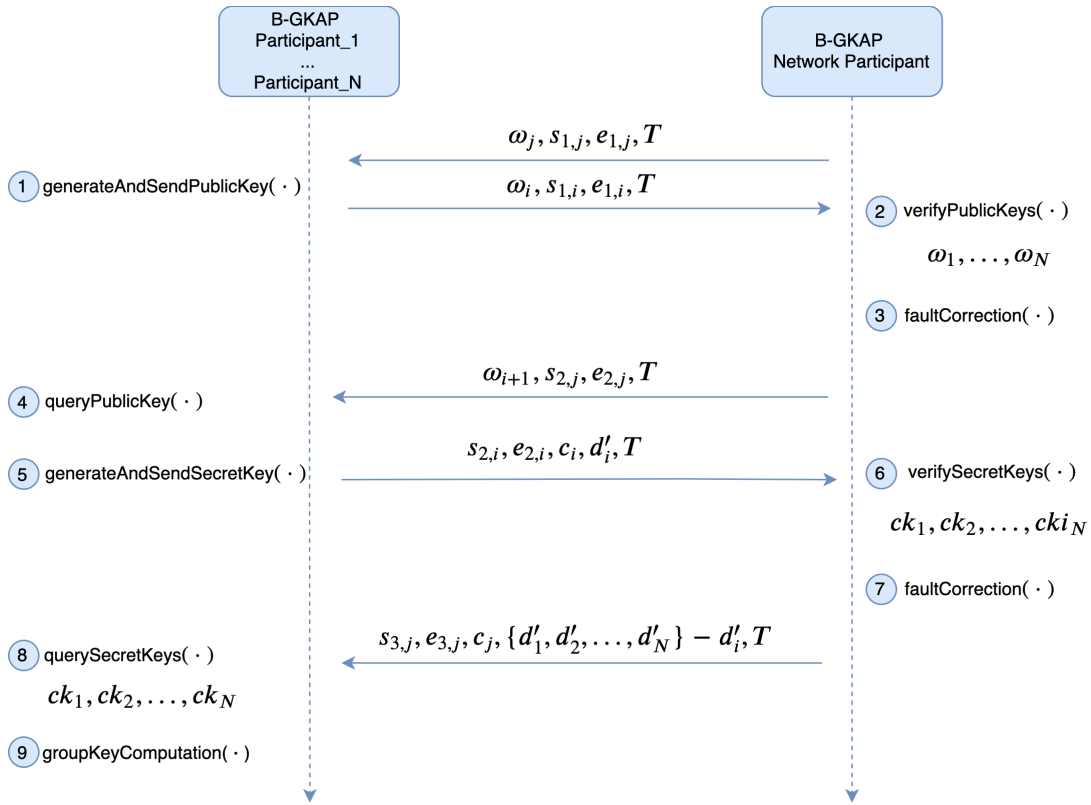 B-GKAP
Participant_1
...
Participant_N
B-GKAP
Network Participant
ω_j, s_{1,j}, e_{1,j}, T
1 generateAndSendPublicKey( · )
ω_i, s_{1,i}, e_{1,i}, T
2 verifyPublicKeys( · )
ω_1, . . . , ω_N
3 faultCorrection( · )
ω_{i+1}, s_{2,j}, e_{2,j}, T
4 queryPublicKey( · )
s_{2,i}, e_{2,i}, c_i, d′_i, T
5 generateAndSendSecretKey( · )
6 verifySecretKeys( · )
ck_1, ck_2, . . . , cki_N
7 faultCorrection( · )
s_{3,j}, e_{3,j}, c_j, {d′_1, d′_2, . . . , d′_N} − d′_i, T
8 querySecretKeys( · )
ck_1, ck_2, . . . , ck_N
9 groupKeyComputation( · )